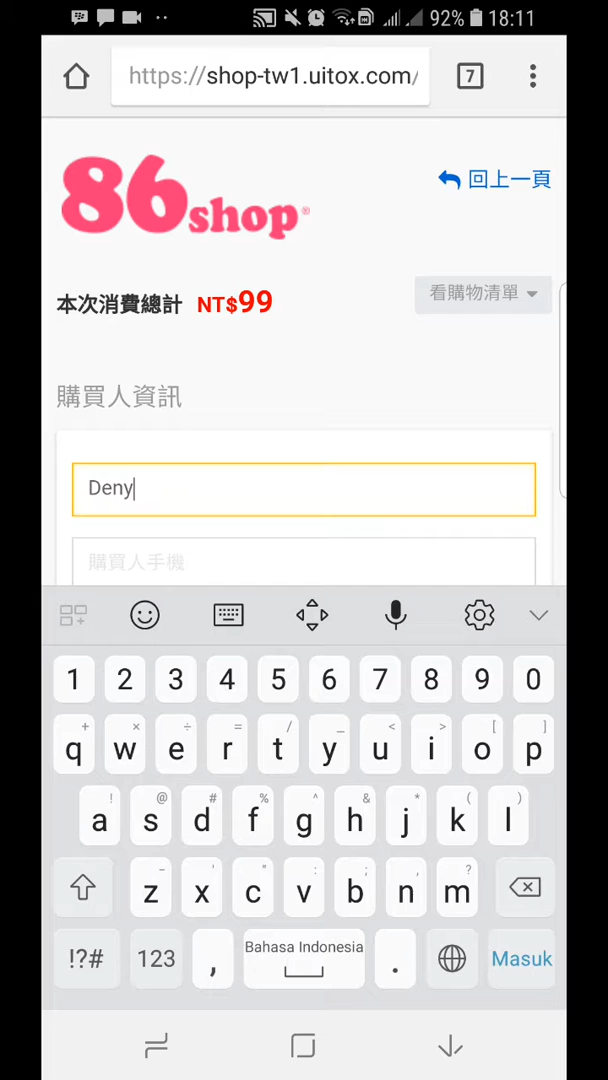 92% 18:11
https://shop-tw1.uitox.com/ 7
86shop®
回上一頁
本次消費總計 NT$99
看購物清單
購買人資訊
Deny
購買人手機
1 2 3 4 5 6 7 8 9 0
+ × ÷ = / _ < > [ ]
q w e r t y u i o p
! @ # % ^ & * ( )
a s d f g h j k l
- ' " : ; , ?
z x c v b n m
!?# 123 , Bahasa Indonesia . Masuk